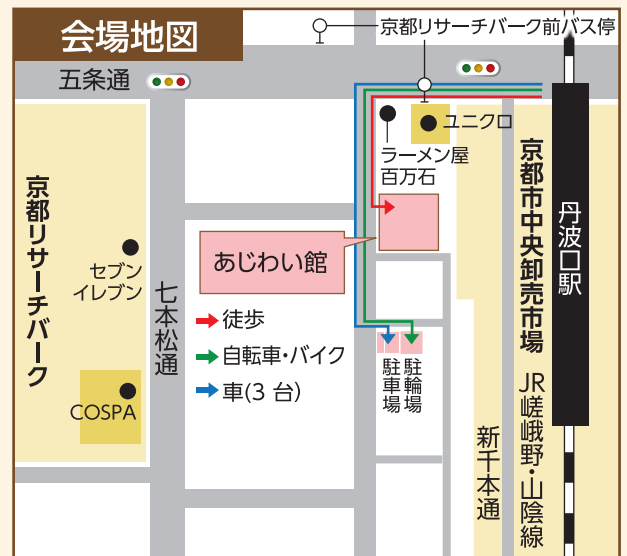 会場地図
京都リサーチパーク前バス停
五条通
ユニクロ
ラーメン屋
百万石
京都リサーチパーク
セブン
イレブン
COSPA
七本松通
あじわい館
徒歩
自転車・バイク
車(3 台)
駐車場
駐輪場
新千本通
京都市中央卸売市場
JR嵯峨野・山陰線
丹波口駅